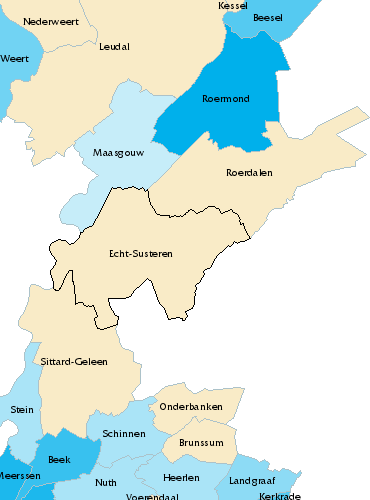 Kessel
Beesel
Nederweert
Leudal
Weert
Roermond
Maasgouw
Roerdalen
Echt-Susteren
Sittard-Geleen
Stein
Onderbanken
Schinnen
Brunssum
Beek
Meerssen
Nuth
Heerlen
Landgraaf
Voerendaal
Kerkrade